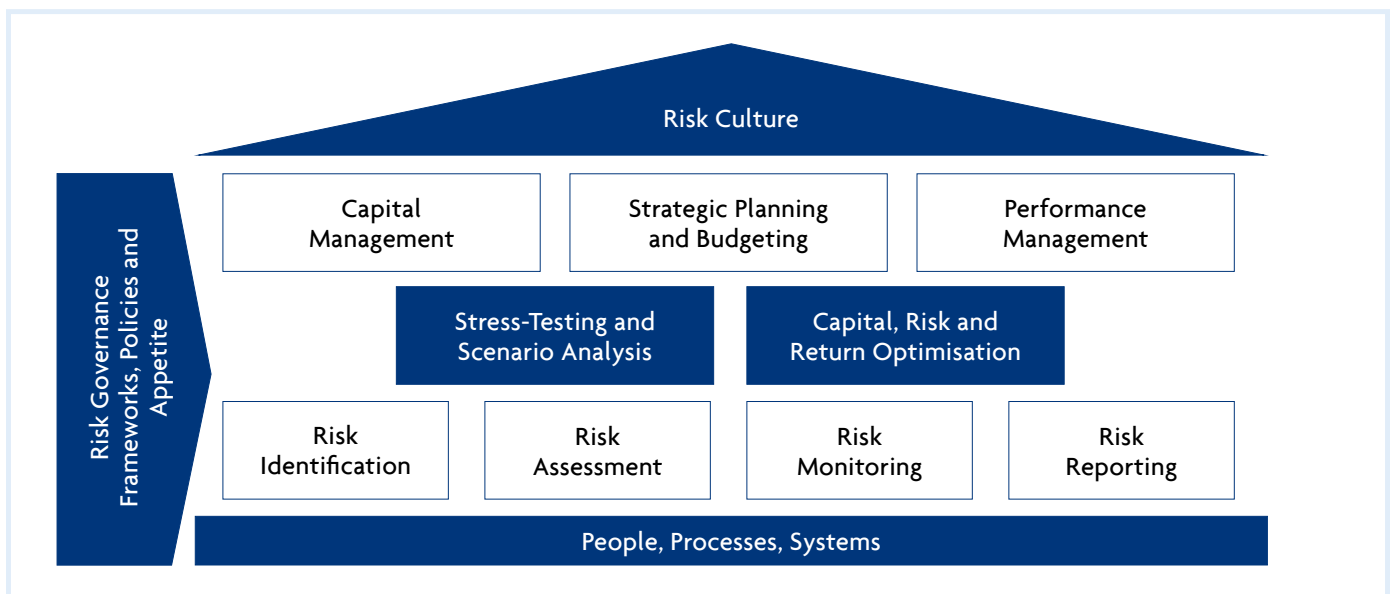 Risk Culture
Risk Governance
Frameworks, Policies and
Appetite
Capital
Management
Strategic Planning
and Budgeting
Performance
Management
Stress-Testing and
Scenario Analysis
Capital, Risk and
Return Optimisation
Risk
Identification
Risk
Assessment
Risk
Monitoring
Risk
Reporting
People, Processes, Systems